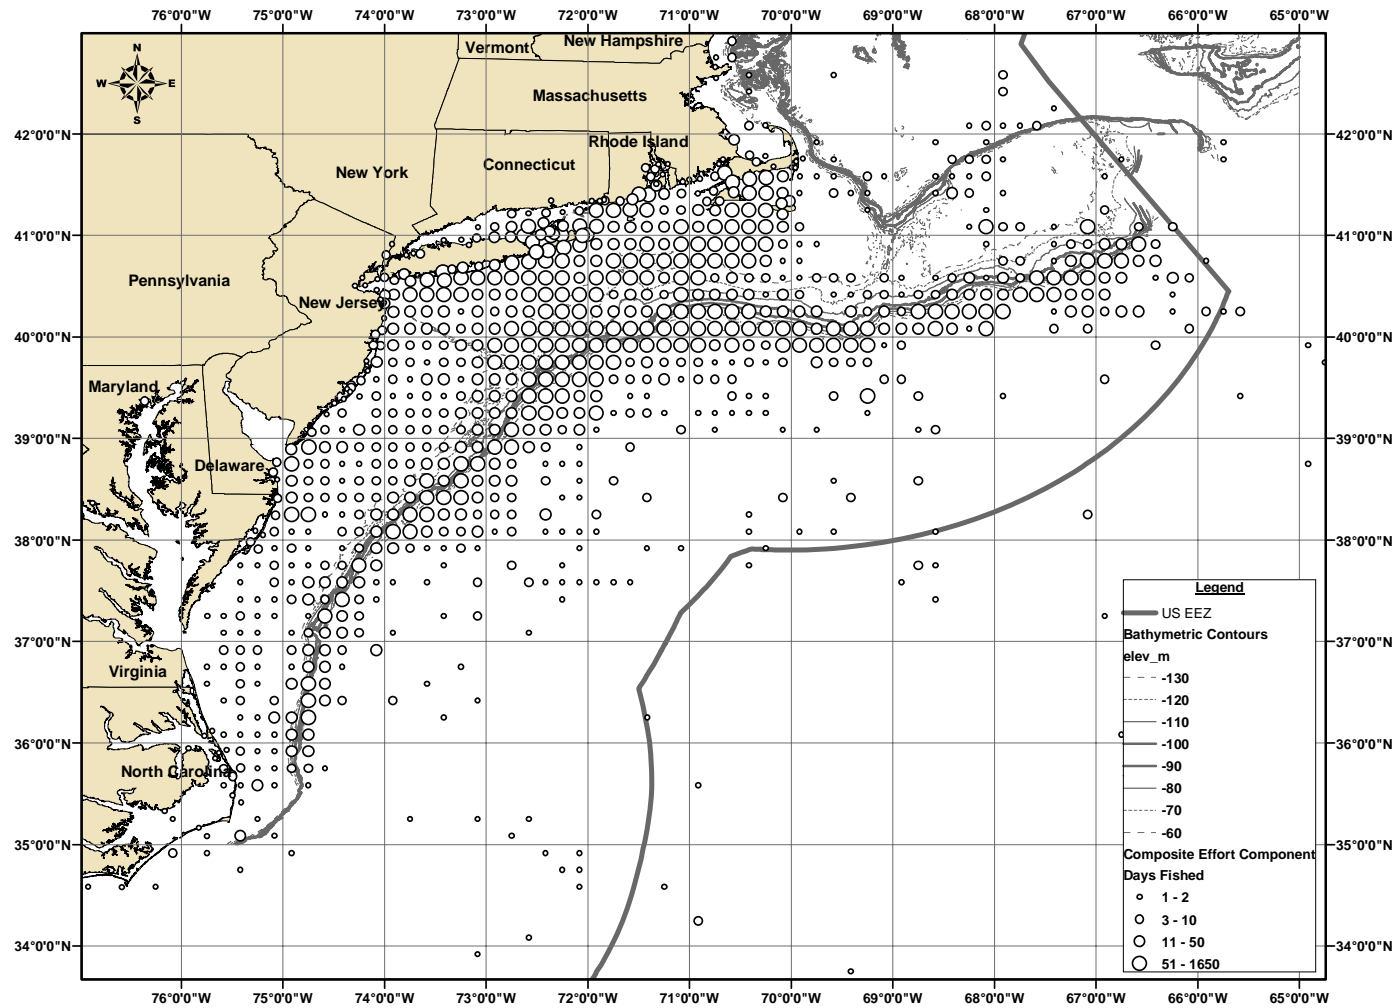 76°0'0"W 75°0'0"W 74°0'0"W 73°0'0"W 72°0'0"W 71°0'0"W 70°0'0"W 69°0'0"W 68°0'0"W 67°0'0"W 66°0'0"W 65°0'0"W
New Hampshire
Vermont
N
W E
S
Massachusetts
42°0'0"N 42°0'0"N
Rhode Island
Connecticut
New York
41°0'0"N 41°0'0"N
Pennsylvania
New Jersey
40°0'0"N 40°0'0"N
Maryland
39°0'0"N 39°0'0"N
Delaware
38°0'0"N 38°0'0"N
37°0'0"N 37°0'0"N
Virginia
36°0'0"N 36°0'0"N
North Carolina
35°0'0"N 35°0'0"N
34°0'0"N 34°0'0"N
Legend
US EEZ
Bathymetric Contours
elev_m
-130
-120
-110
-100
-90
-80
-70
-60
Composite Effort Component
Days Fished
1 - 2
3 - 10
11 - 50
51 - 1650
76°0'0"W 75°0'0"W 74°0'0"W 73°0'0"W 72°0'0"W 71°0'0"W 70°0'0"W 69°0'0"W 68°0'0"W 67°0'0"W 66°0'0"W 65°0'0"W